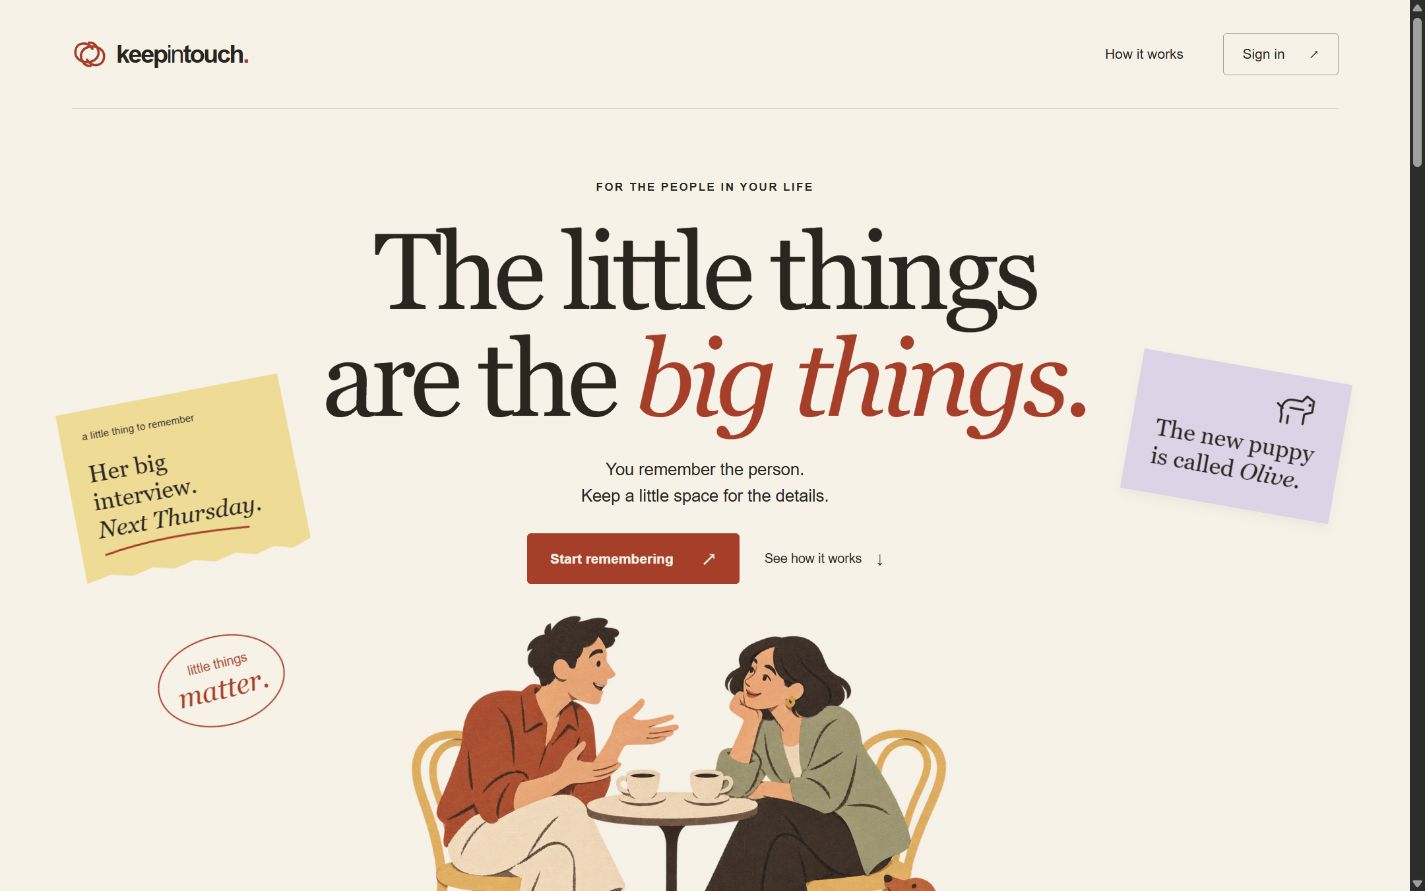 keepintouch.
How it works
Sign in ↗
FOR THE PEOPLE IN YOUR LIFE
The little things
are the big things.
a little thing to remember
Her big
interview.
Next Thursday.
The new puppy
is called Olive.
You remember the person.
Keep a little space for the details.
Start remembering ↗
See how it works ↓
little things
matter.